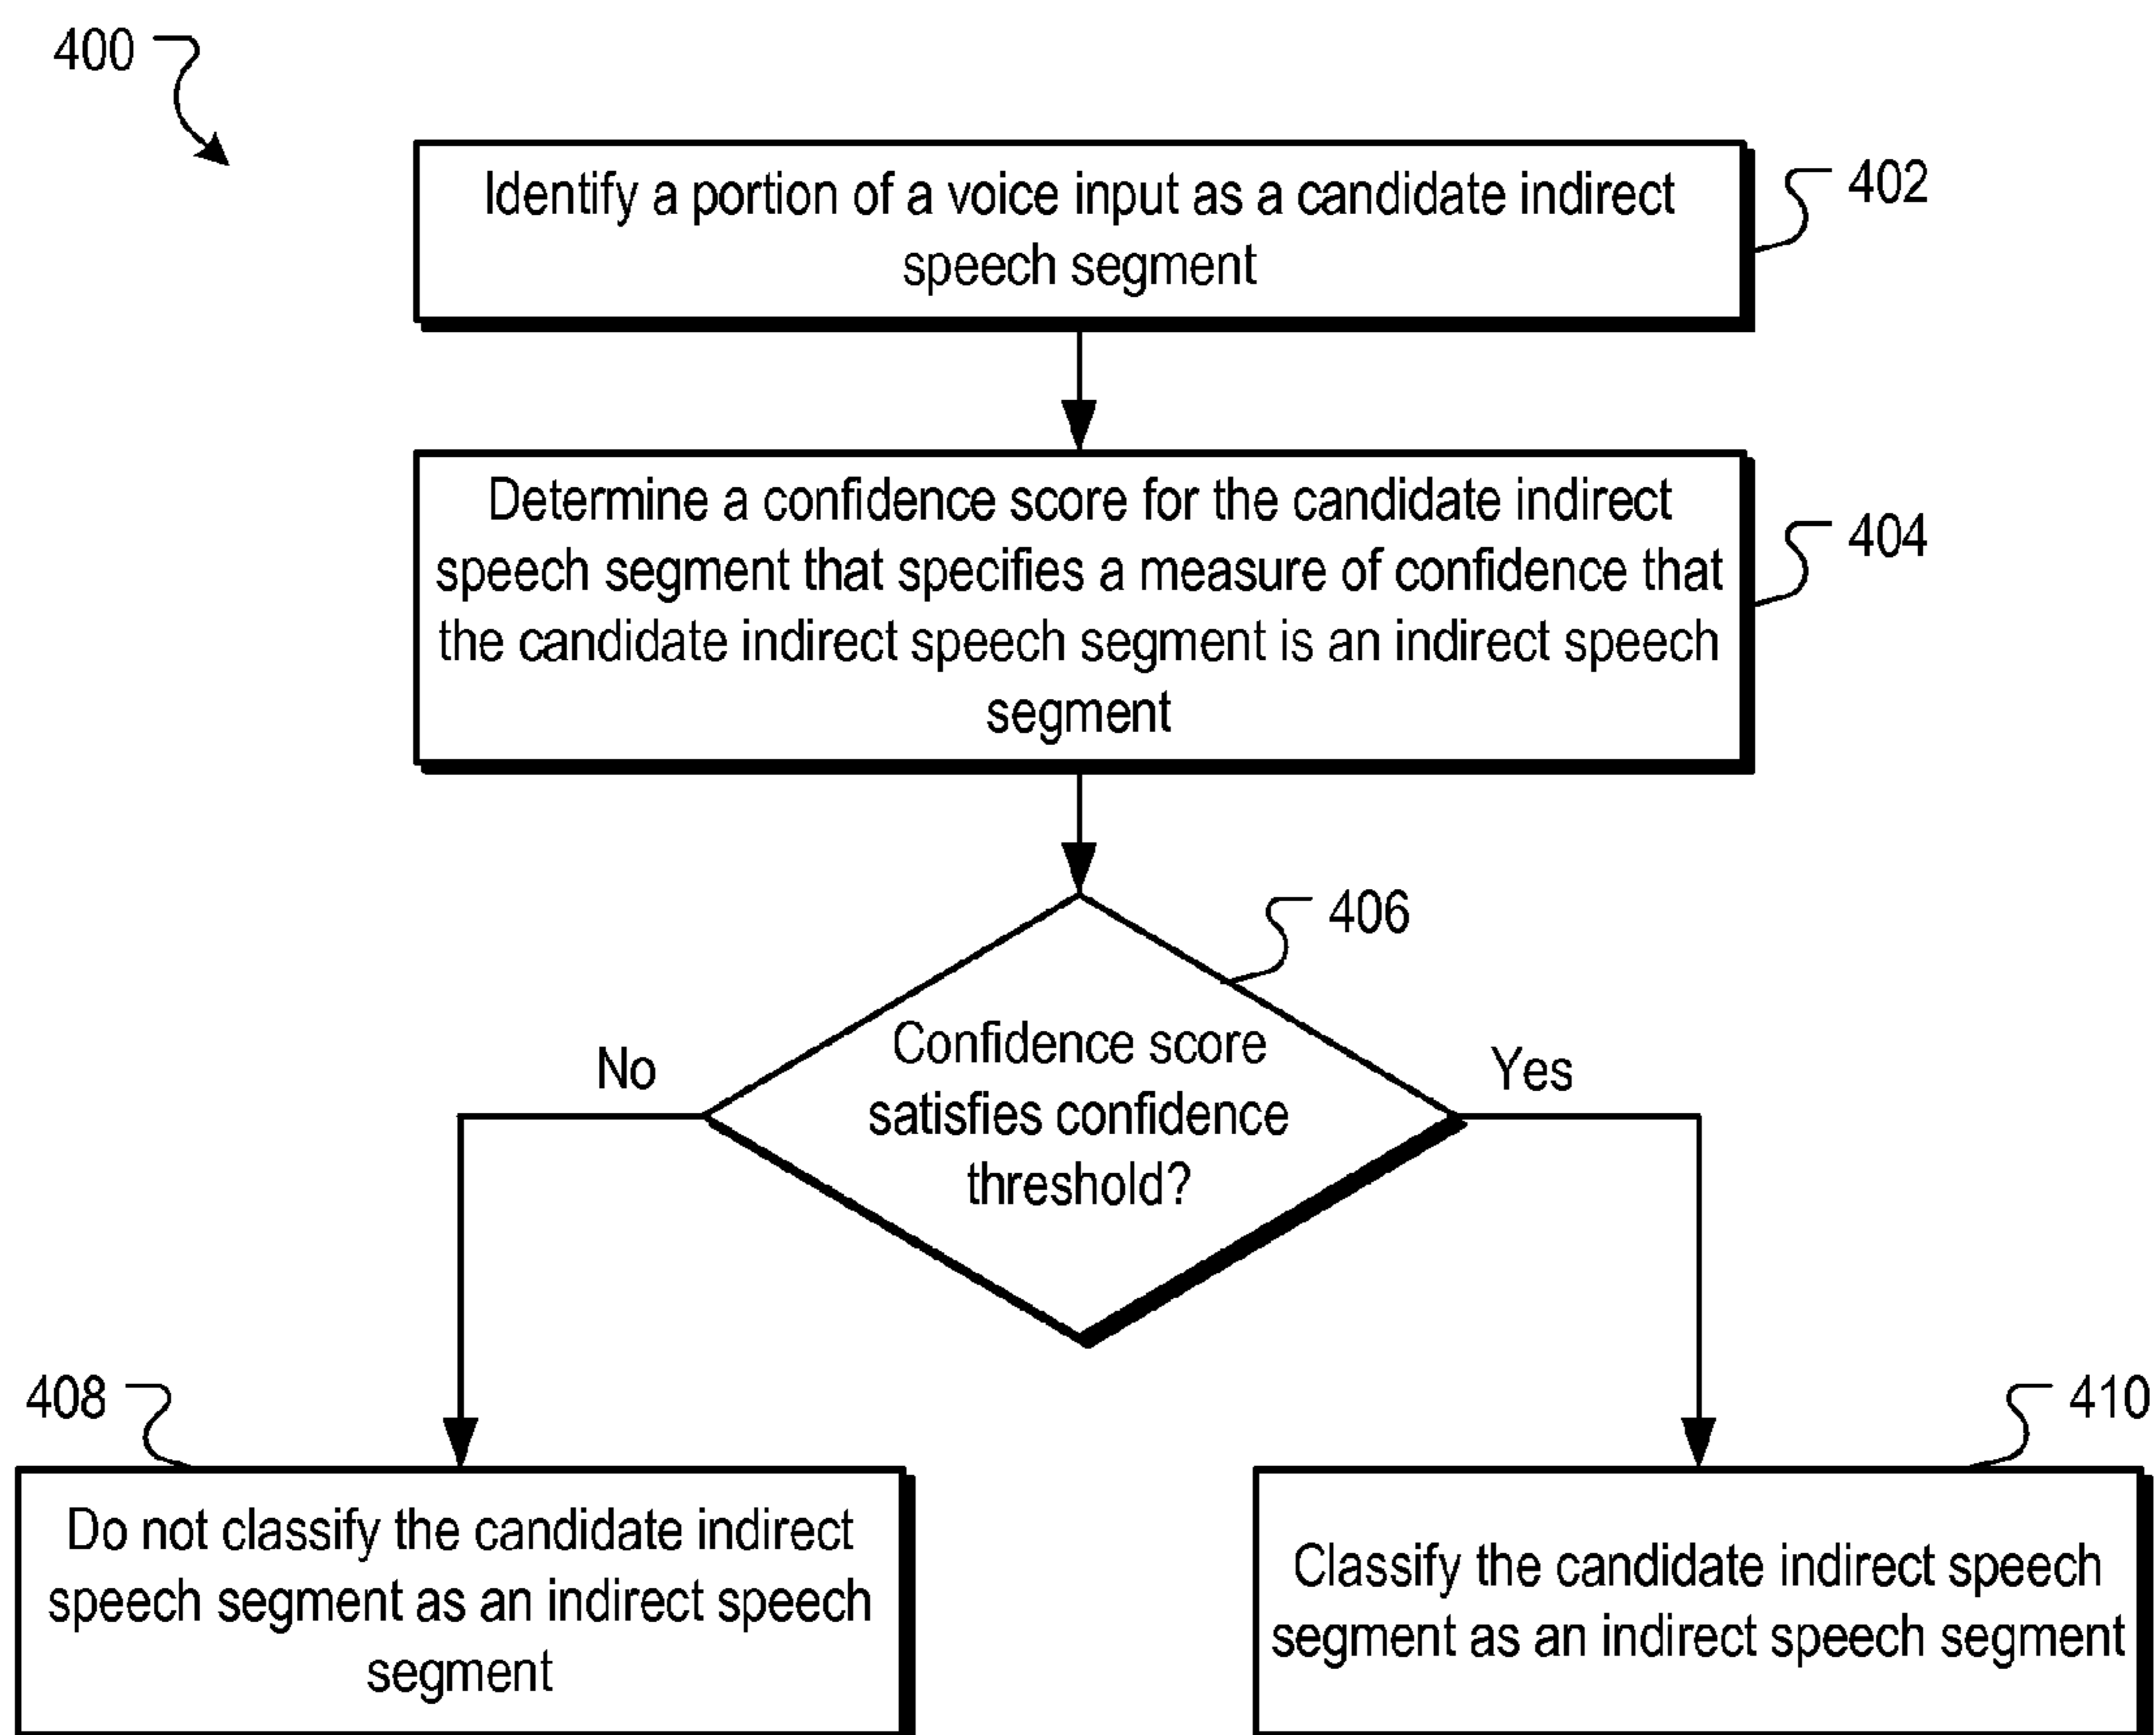 400
Identify a portion of a voice input as a candidate indirect
speech segment
402
Determine a confidence score for the candidate indirect
speech segment that specifies a measure of confidence that
the candidate indirect speech segment is an indirect speech
segment
404
406
Confidence score
satisfies confidence
threshold?
No
Yes
408
Do not classify the candidate indirect
speech segment as an indirect speech
segment
410
Classify the candidate indirect speech
segment as an indirect speech segment